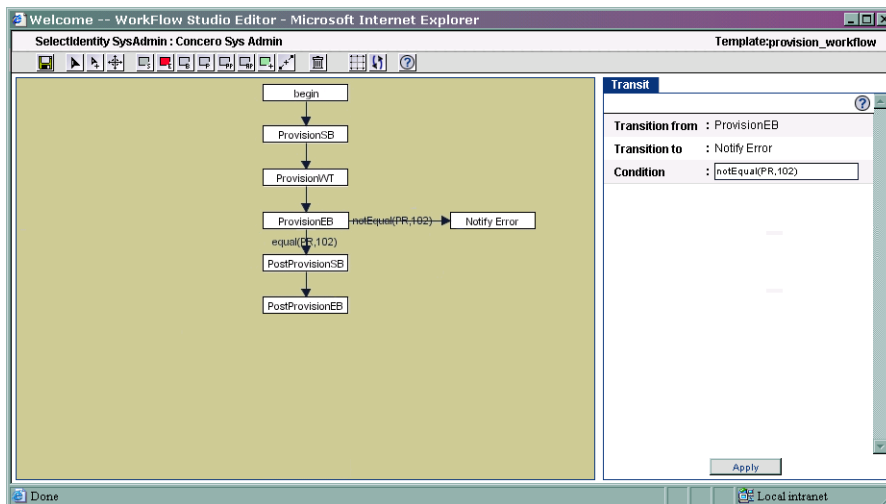 Welcome -- WorkFlow Studio Editor - Microsoft Internet Explorer
SelectIdentity SysAdmin : Concero Sys Admin
Template:provision_workflow
begin
ProvisionSB
ProvisionWT
ProvisionEB
notEqual(PR,102)
Notify Error
equal(PR,102)
PostProvisionSB
PostProvisionEB
Transit
Transition from : ProvisionEB
Transition to : Notify Error
Condition : notEqual(PR,102)
Apply
Done
Local intranet